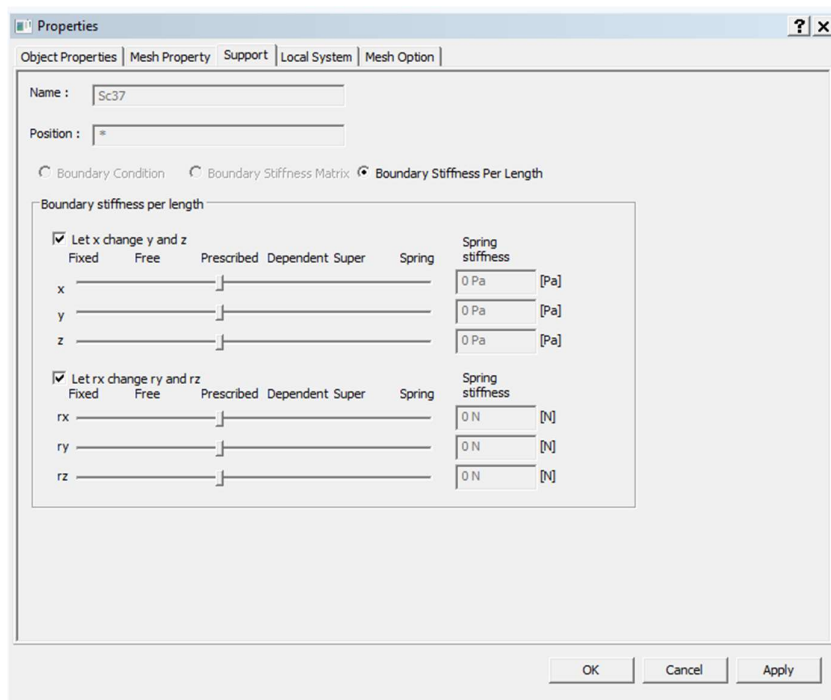 Properties
? x
Object Properties Mesh Property Support Local System Mesh Option
Name : Sc37
Position : *
Boundary Condition Boundary Stiffness Matrix Boundary Stiffness Per Length
Boundary stiffness per length
Let x change y and z
Spring
Fixed Free Prescribed Dependent Super Spring stiffness
x 0 Pa [Pa]
y 0 Pa [Pa]
z 0 Pa [Pa]
Let rx change ry and rz
Spring
Fixed Free Prescribed Dependent Super Spring stiffness
rx 0 N [N]
ry 0 N [N]
rz 0 N [N]
OK Cancel Apply